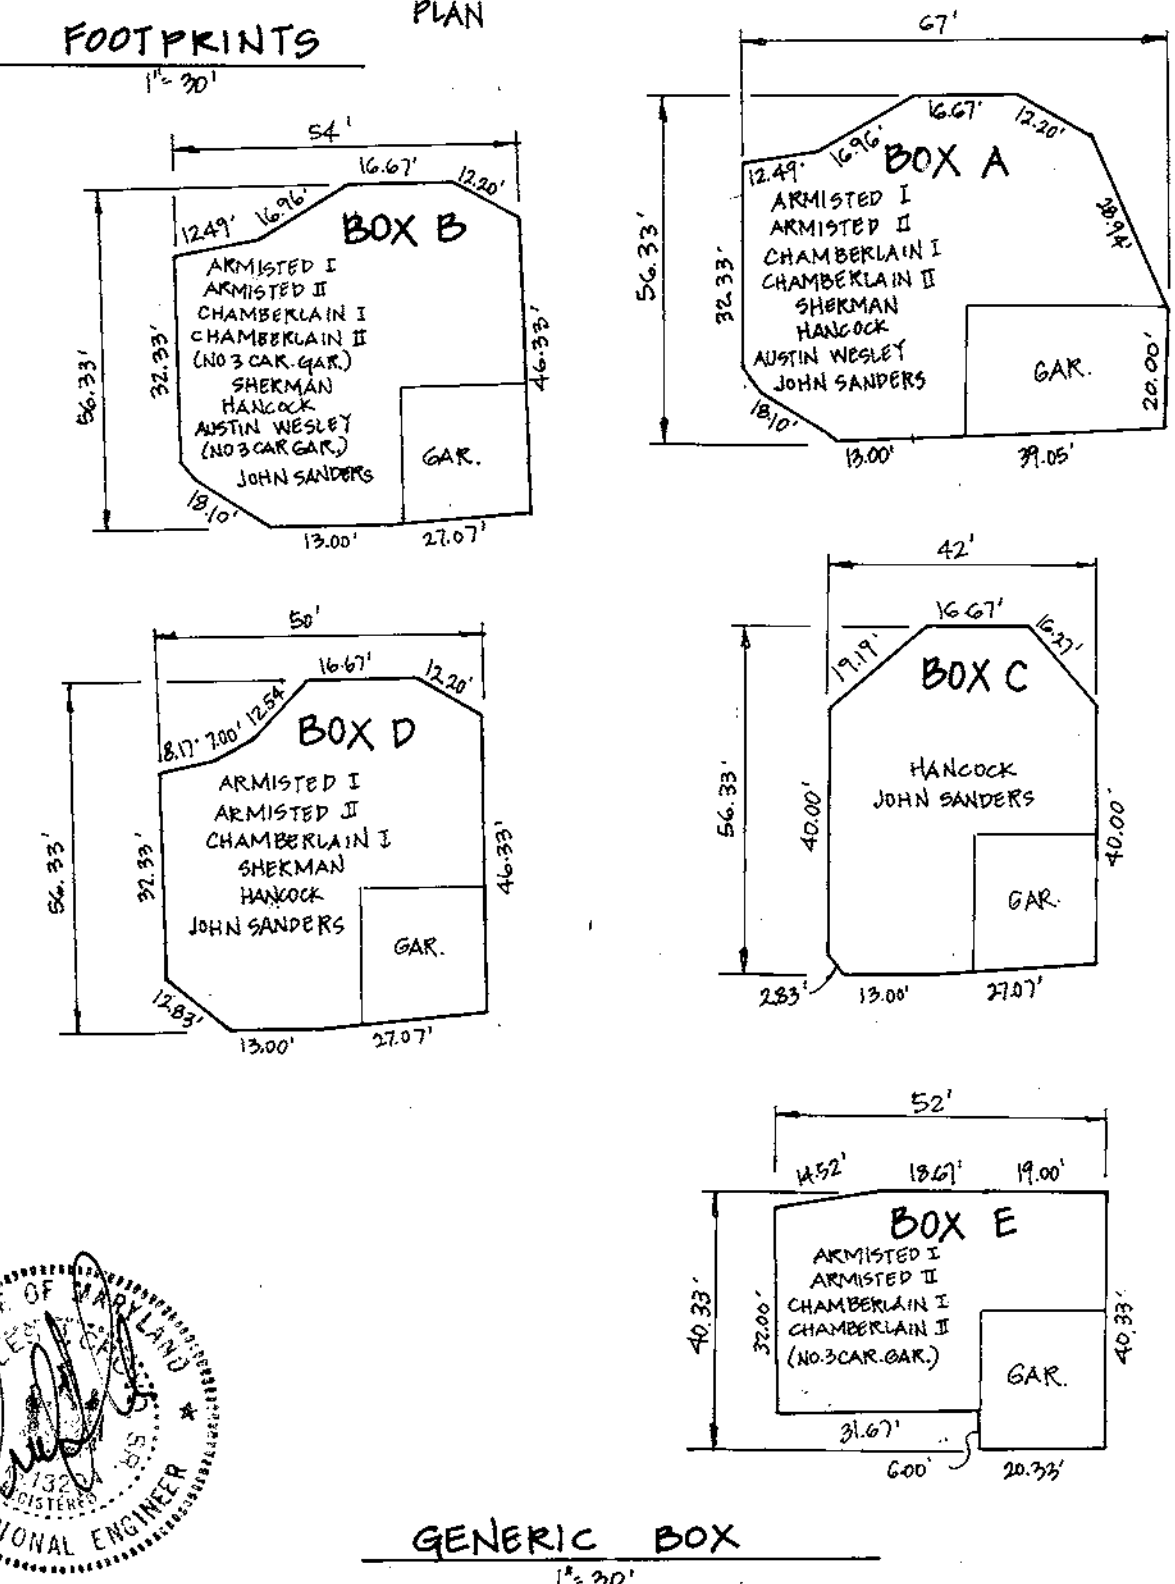 PLAN
FOOTPRINTS
1"= 30'
54'
16.67'
12.20'
16.96'
12.49'
BOX B
ARMISTED I
ARMISTED II
CHAMBERLAIN I
CHAMBERLAIN II
(NO 3 CAR.GAR.)
SHERMAN
HANCOCK
AUSTIN WESLEY
(NO 3 CAR GAR.)
JOHN SANDERS
GAR.
56.33'
32.33'
46.33'
18.10'
13.00'
27.07'
67'
16.67'
12.20'
16.96'
12.49'
BOX A
ARMISTED I
ARMISTED II
CHAMBERLAIN I
CHAMBERLAIN II
SHERMAN
HANCOCK
AUSTIN WESLEY
JOHN SANDERS
GAR.
56.33'
32.33'
20.94'
20.00'
18.10'
13.00'
39.05'
50'
16.67'
12.20'
12.54'
7.00'
8.17'
BOX D
ARMISTED I
ARMISTED II
CHAMBERLAIN I
SHERMAN
HANCOCK
JOHN SANDERS
GAR.
56.33'
32.33'
46.33'
12.83'
13.00'
27.07'
42'
16.67'
16.27'
19.19'
BOX C
HANCOCK
JOHN SANDERS
GAR.
56.33'
40.00'
40.00'
2.83'
13.00'
27.07'
52'
14.52'
18.67'
19.00'
BOX E
ARMISTED I
ARMISTED II
CHAMBERLAIN I
CHAMBERLAIN II
(NO.3CAR.GAR.)
GAR.
40.33'
32.00'
40.33'
31.67'
6.00'
20.33'
OF MARYLAND
SR.
REGISTERED
IONAL ENGINEER
GENERIC BOX
1"= 30'